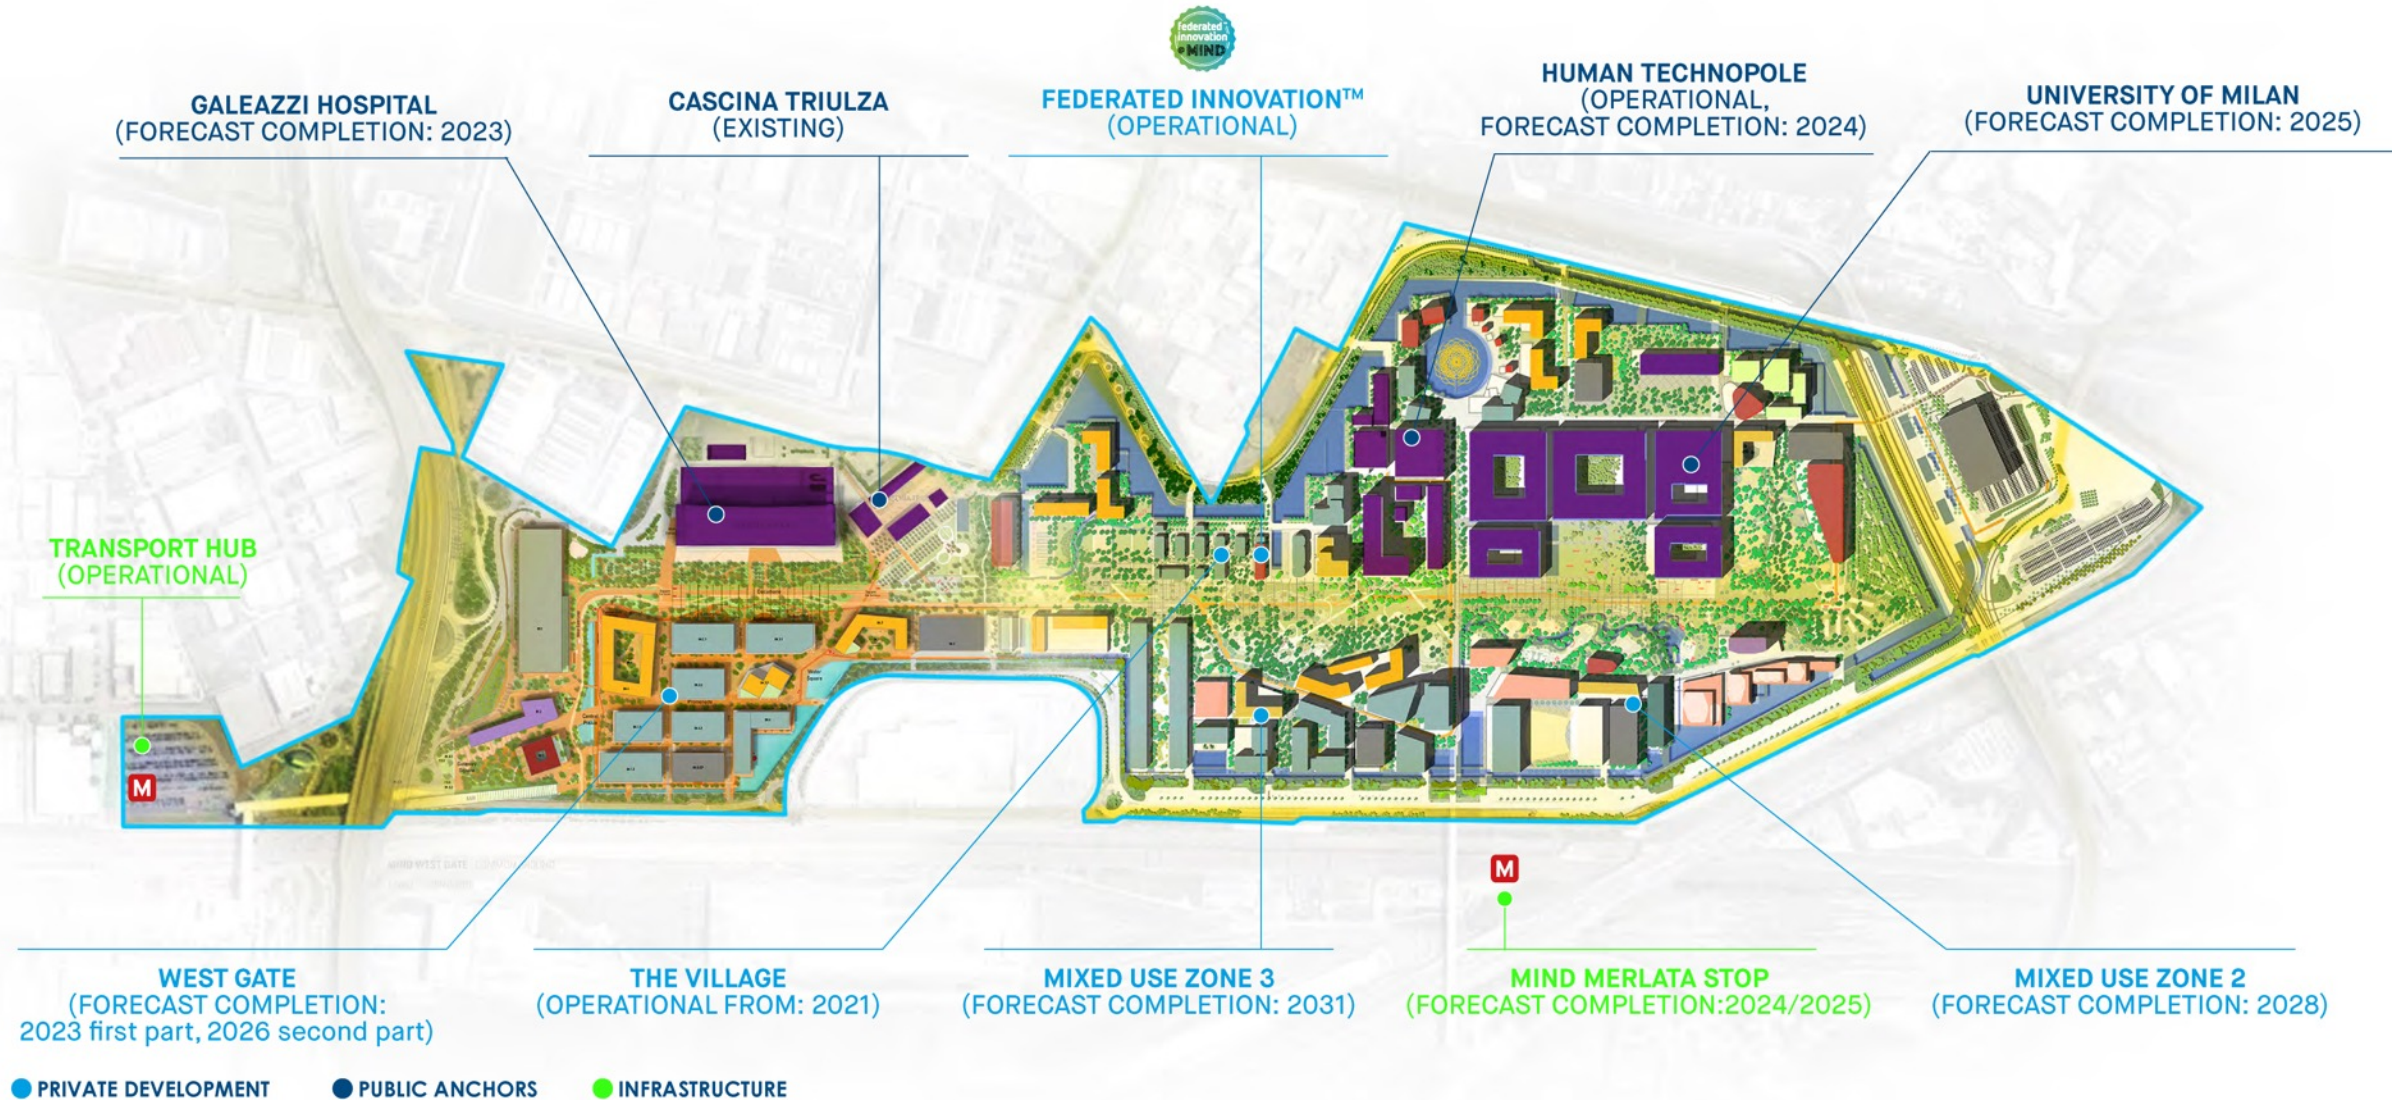 federated
innovation
MIND
GALEAZZI HOSPITAL
(FORECAST COMPLETION: 2023)
CASCINA TRIULZA
(EXISTING)
FEDERATED INNOVATION™
(OPERATIONAL)
HUMAN TECHNOPOLE
(OPERATIONAL,
FORECAST COMPLETION: 2024)
UNIVERSITY OF MILAN
(FORECAST COMPLETION: 2025)
TRANSPORT HUB
(OPERATIONAL)
M
M
WEST GATE
(FORECAST COMPLETION:
2023 first part, 2026 second part)
THE VILLAGE
(OPERATIONAL FROM: 2021)
MIXED USE ZONE 3
(FORECAST COMPLETION: 2031)
MIND MERLATA STOP
(FORECAST COMPLETION:2024/2025)
MIXED USE ZONE 2
(FORECAST COMPLETION: 2028)
PRIVATE DEVELOPMENT
PUBLIC ANCHORS
INFRASTRUCTURE